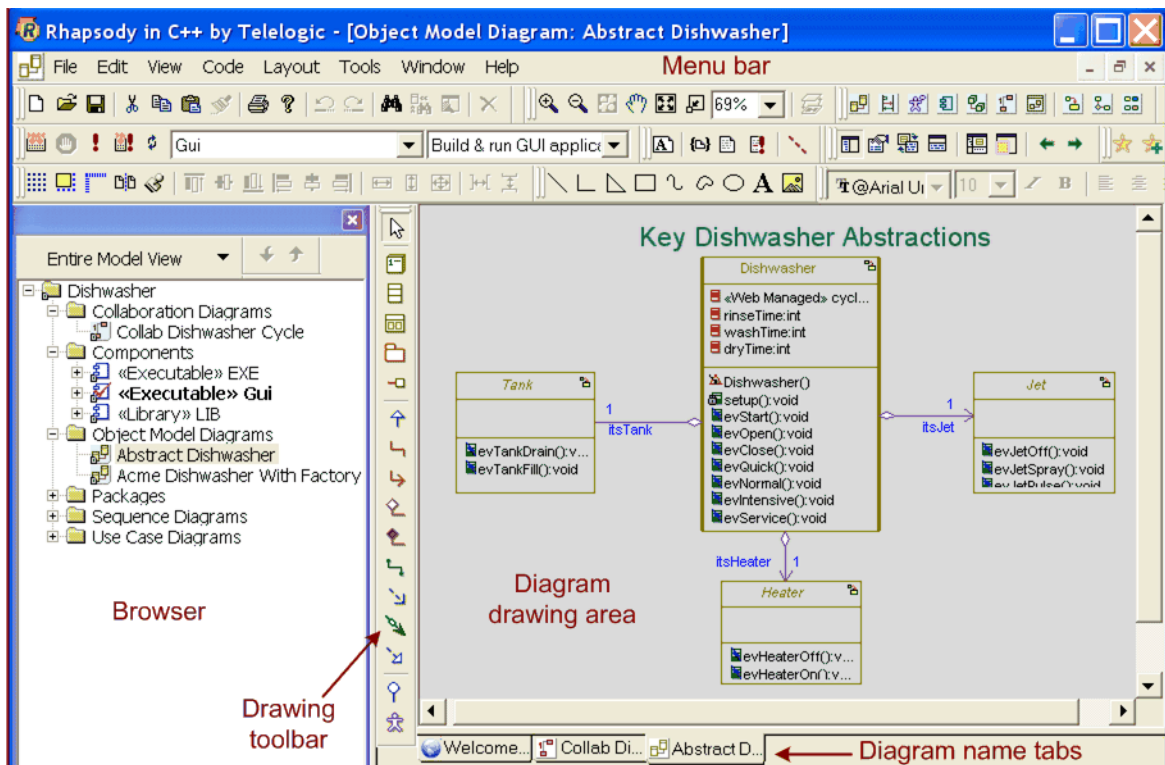 Rhapsody in C++ by Telelogic - [Object Model Diagram: Abstract Dishwasher]
File Edit View Code Layout Tools Window Help
Menu bar
69%
Gui
Build & run GUI applica
@Arial Ur
10
Entire Model View
Dishwasher
Collaboration Diagrams
Collab Dishwasher Cycle
Components
«Executable» EXE
«Executable» Gui
«Library» LIB
Object Model Diagrams
Abstract Dishwasher
Acme Dishwasher With Factory
Packages
Sequence Diagrams
Use Case Diagrams
Browser
Drawing
toolbar
Key Dishwasher Abstractions
Dishwasher
«Web Managed» cycl...
rinseTime:int
washTime:int
dryTime:int
Dishwasher()
setup():void
evStart():void
evOpen():void
evClose():void
evQuick():void
evNormal():void
evIntensive():void
evService():void
Tank
evTankDrain():v...
evTankFill():void
1
itsTank
1
itsJet
Jet
evJetOff():void
evJetSpray():void
evJetPulse():void
itsHeater 1
Heater
evHeaterOff():v...
evHeaterOn():v...
Diagram
drawing area
Welcome... Collab Di... Abstract D...
Diagram name tabs